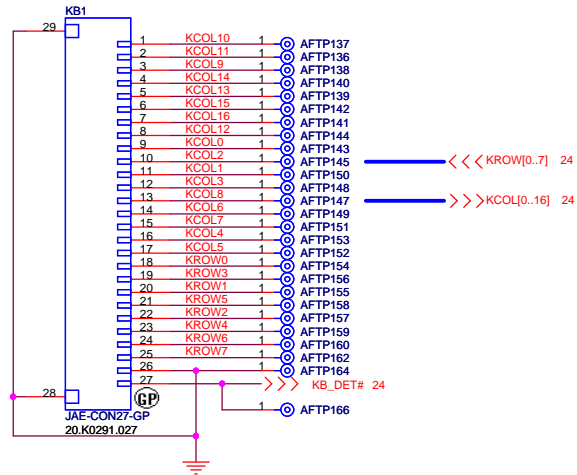 KB1
29
1 KCOL10 1 AFTP137
2 KCOL11 1 AFTP136
3 KCOL9 1 AFTP138
4 KCOL14 1 AFTP140
5 KCOL13 1 AFTP139
6 KCOL15 1 AFTP142
7 KCOL16 1 AFTP141
8 KCOL12 1 AFTP144
9 KCOL0 1 AFTP143
10 KCOL2 1 AFTP145 KROW[0..7] 24
11 KCOL1 1 AFTP150
12 KCOL3 1 AFTP148
13 KCOL8 1 AFTP147 KCOL[0..16] 24
14 KCOL6 1 AFTP149
15 KCOL7 1 AFTP151
16 KCOL4 1 AFTP153
17 KCOL5 1 AFTP152
18 KROW0 1 AFTP154
19 KROW3 1 AFTP156
20 KROW1 1 AFTP155
21 KROW5 1 AFTP158
22 KROW2 1 AFTP157
23 KROW4 1 AFTP159
24 KROW6 1 AFTP160
25 KROW7 1 AFTP162
26 1 AFTP164
27 KB_DET# 24
28
GP
1 AFTP166
JAE-CON27-GP
20.K0291.027